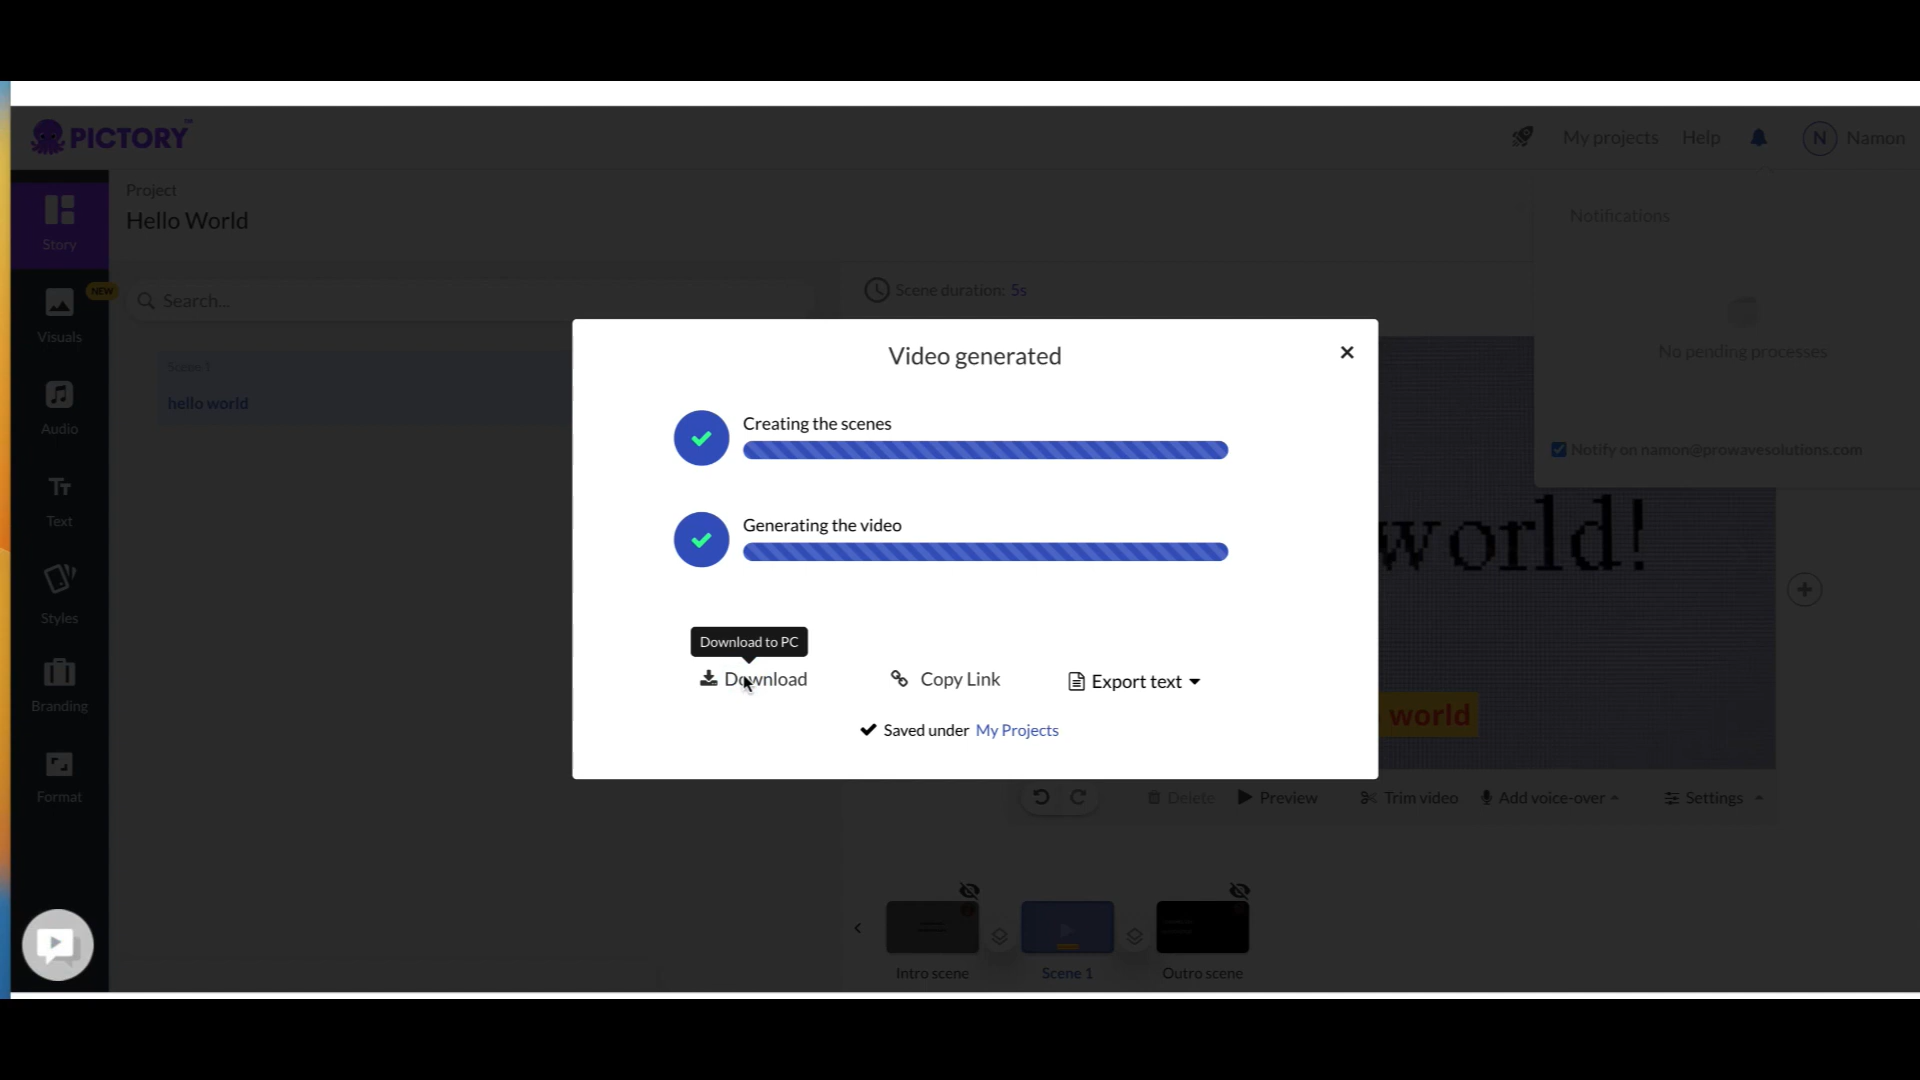 PICTORY™
My projects
Help
N
Namon
Project
Hello World
Story
Notifications
NEW
Search...
Scene duration: 5s
Visuals
No pending processes
Scene 1
hello world
Audio
Notify on namon@prowavesolutions.com
Video generated
Creating the scenes
Generating the video
world!
Text
Styles
Download to PC
Download
Copy Link
Export text
Saved under My Projects
world
Branding
Format
Delete
Preview
Trim video
Add voice-over
Settings
Intro scene
Scene 1
Outro scene